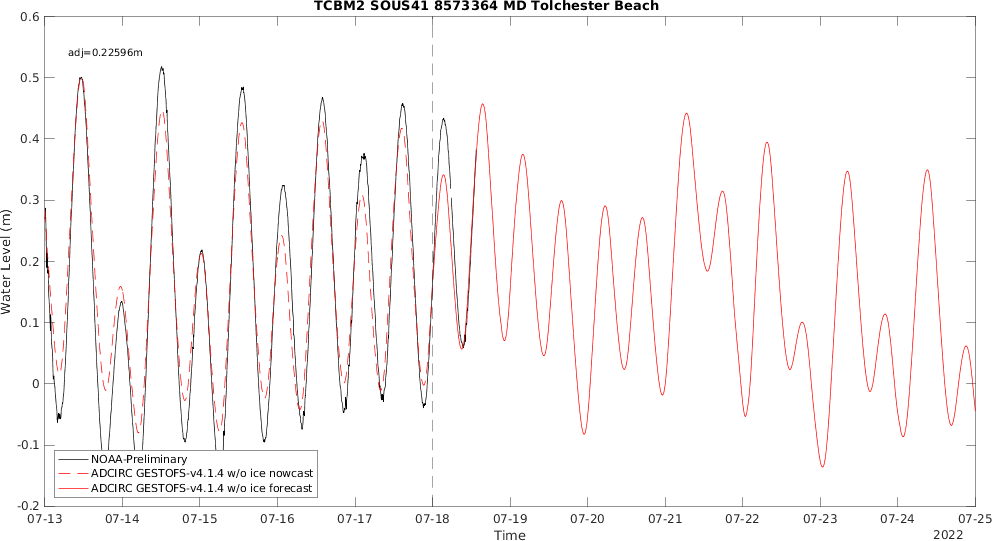 TCBM2 SOUS41 8573364 MD Tolchester Beach
adj=0.22596m
0.6
0.5
0.4
0.3
0.2
0.1
0
-0.1
-0.2
Water Level (m)
NOAA-Preliminary
ADCIRC GESTOFS-v4.1.4 w/o ice nowcast
ADCIRC GESTOFS-v4.1.4 w/o ice forecast
07-13 07-14 07-15 07-16 07-17 07-18 07-19 07-20 07-21 07-22 07-23 07-24 07-25
Time
2022